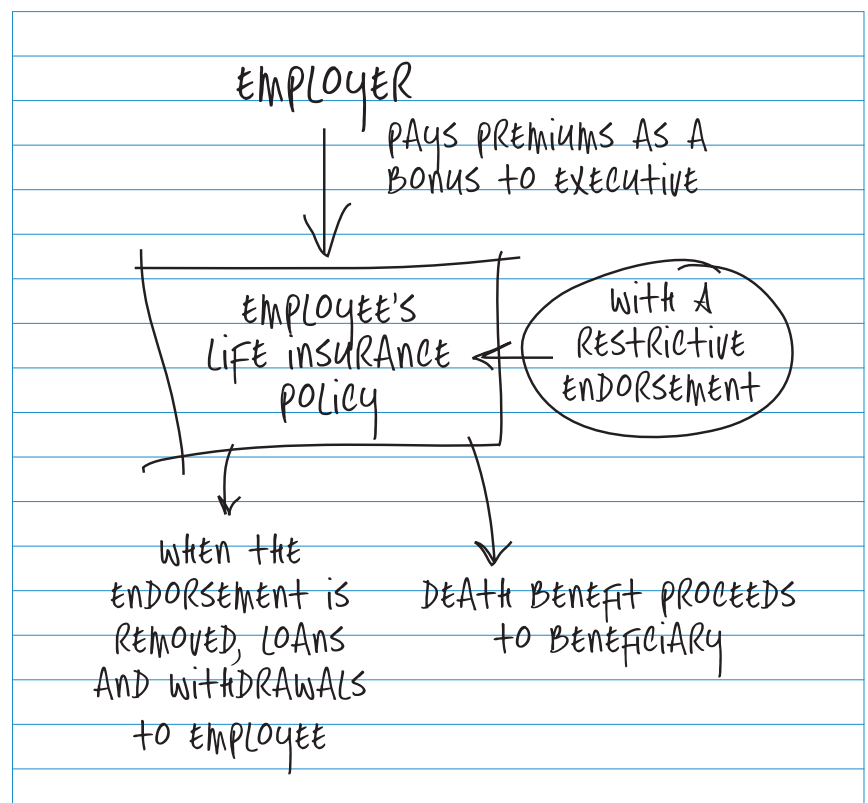 EMPLOYER
PAYS PREMIUMS AS A
BONUS TO EXECUTIVE
EMPLOYEE'S
LIFE INSURANCE
POLICY
WITH A
RESTRICTIVE
ENDORSEMENT
WHEN THE
ENDORSEMENT IS
REMOVED, LOANS
AND WITHDRAWALS
TO EMPLOYEE
DEATH BENEFIT PROCEEDS
TO BENEFICIARY